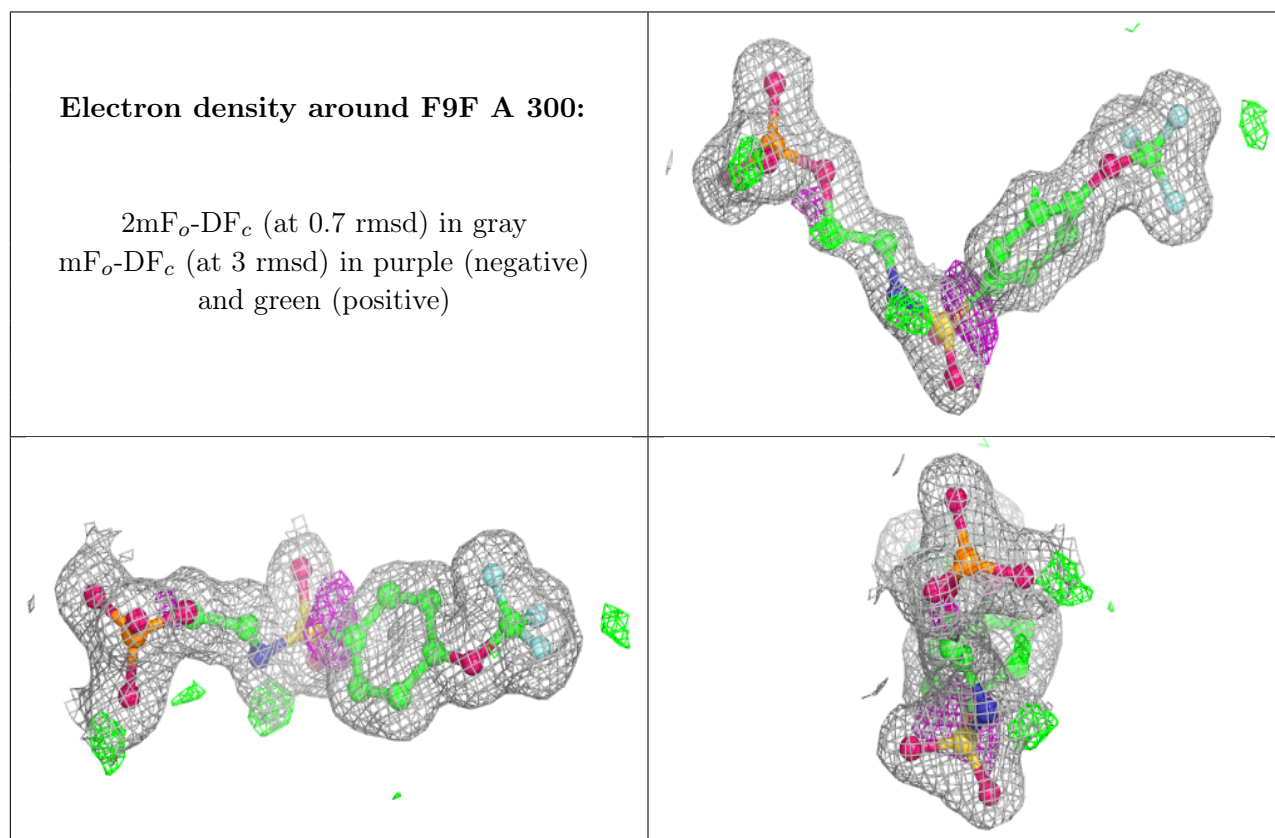 Electron density around F9F A 300:
2mFo-DFc (at 0.7 rmsd) in gray
mFo-DFc (at 3 rmsd) in purple (negative)
and green (positive)